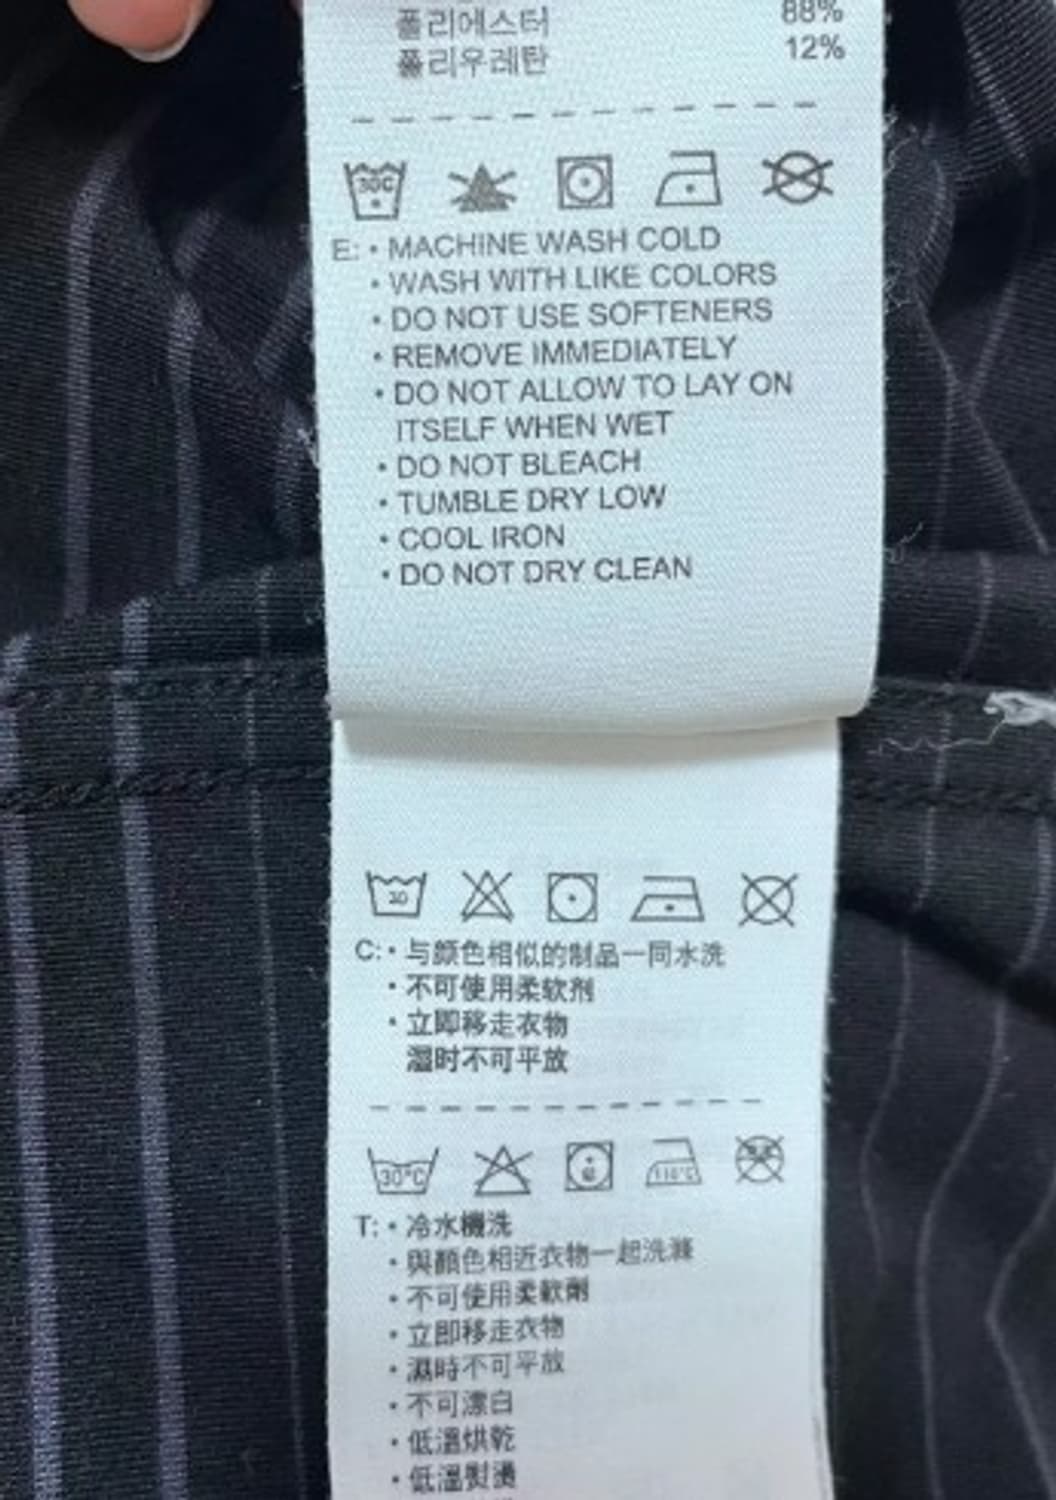 폴리에스터 88%
폴리우레탄 12%
30C
E: • MACHINE WASH COLD
• WASH WITH LIKE COLORS
• DO NOT USE SOFTENERS
• REMOVE IMMEDIATELY
• DO NOT ALLOW TO LAY ON
ITSELF WHEN WET
• DO NOT BLEACH
• TUMBLE DRY LOW
• COOL IRON
• DO NOT DRY CLEAN
30
C: • 与颜色相似的制品一同水洗
• 不可使用柔软剂
• 立即移走衣物
湿时不可平放
30°C 110°C
T: • 冷水機洗
• 與顏色相近衣物一起洗滌
• 不可使用柔軟劑
• 立即移走衣物
• 濕時不可平放
• 不可漂白
• 低溫烘乾
• 低溫熨燙